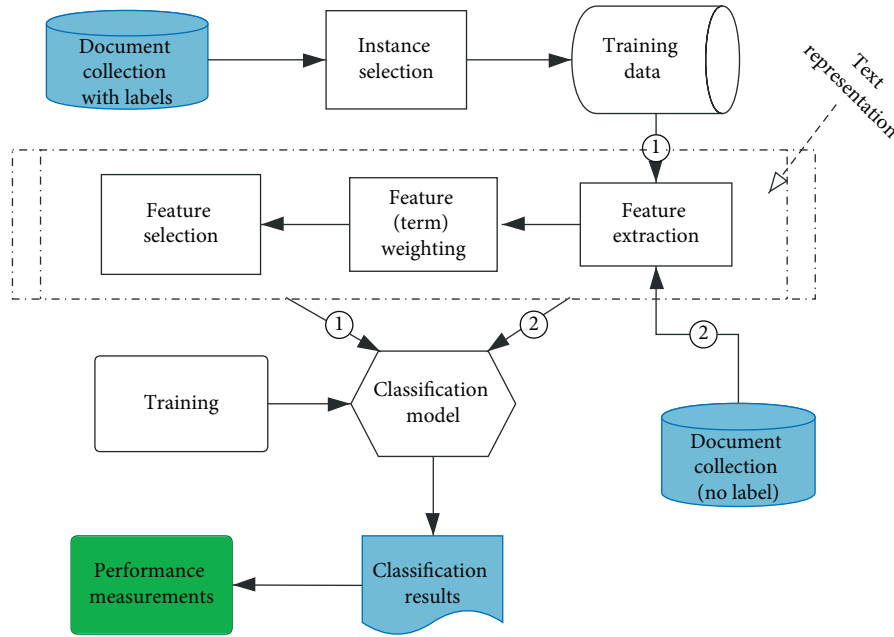 Document
collection
with labels
Instance
selection
Training
data
Text
representation
1
Feature
selection
Feature
(term)
weighting
Feature
extraction
1
2
2
Training
Classification
model
Document
collection
(no label)
Performance
measurements
Classification
results